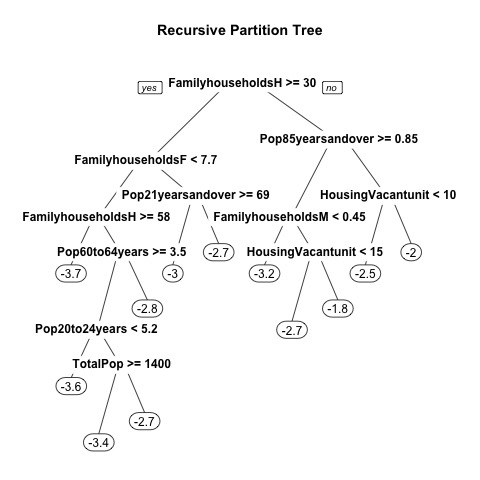 Recursive Partition Tree
yes FamilyhouseholdsH >= 30 no
Pop85yearsandover >= 0.85
FamilyhouseholdsF < 7.7
Pop21yearsandover >= 69
HousingVacantunit < 10
FamilyhouseholdsH >= 58
FamilyhouseholdsM < 0.45
Pop60to64years >= 3.5
-2.7
HousingVacantunit < 15
-2
-3.7
-3
-3.2
-2.5
-2.8
-1.8
Pop20to24years < 5.2
-2.7
TotalPop >= 1400
-3.6
-2.7
-3.4